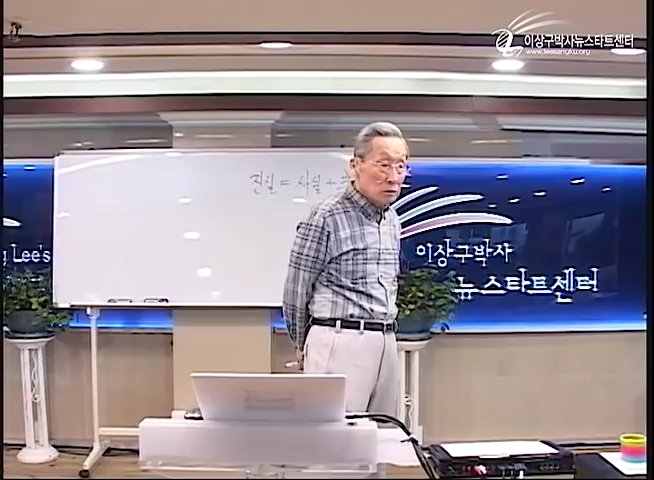 이상구박사뉴스타트센터
www.leesangku.org
진실 = 사실 +
g Lee's
이상구박사
뉴스타트센터